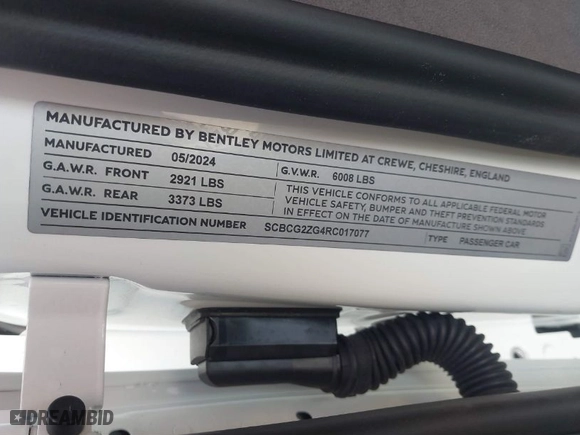 MANUFACTURED BY BENTLEY MOTORS LIMITED AT CREWE, CHESHIRE, ENGLAND
MANUFACTURED 05/2024 G.V.W.R. 6008 LBS
G.A.W.R. FRONT 2921 LBS
G.A.W.R. REAR 3373 LBS
THIS VEHICLE CONFORMS TO ALL APPLICABLE FEDERAL MOTOR
VEHICLE SAFETY, BUMPER AND THEFT PREVENTION STANDARDS
IN EFFECT ON THE DATE OF MANUFACTURE SHOWN ABOVE.
VEHICLE IDENTIFICATION NUMBER SCBCG2ZG4RC017077 TYPE PASSENGER CAR
DREAMBID